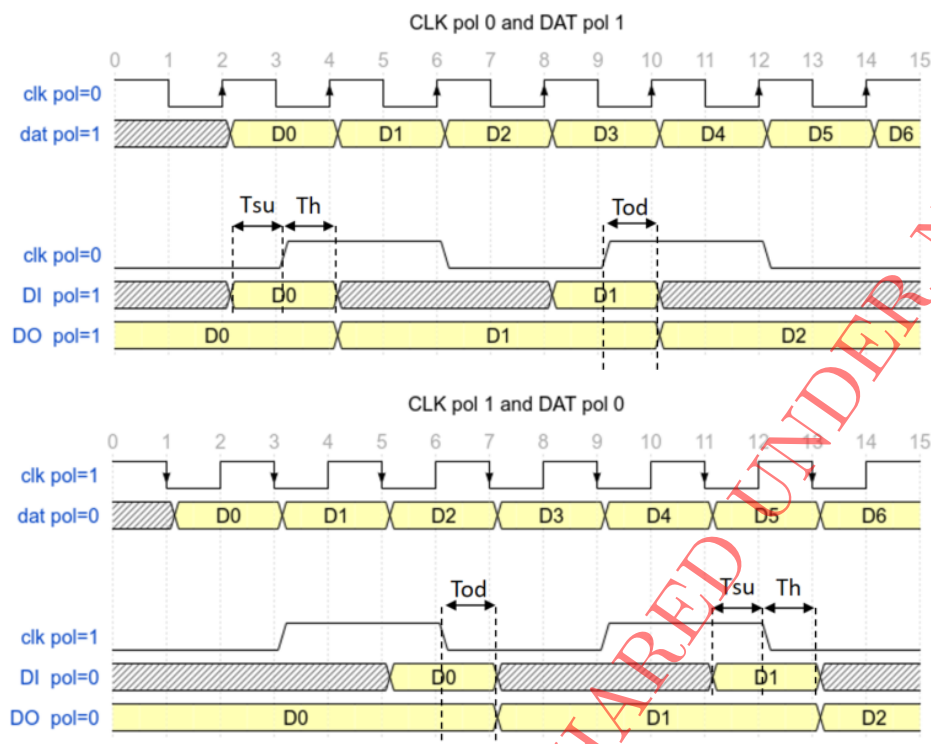 CLK pol 0 and DAT pol 1
0 1 2 3 4 5 6 7 8 9 10 11 12 13 14 15
clk pol=0
dat pol=1 D0 D1 D2 D3 D4 D5 D6
Tsu Th Tod
clk pol=0
DI pol=1 D0 D1
DO pol=1 D0 D1 D2
CLK pol 1 and DAT pol 0
0 1 2 3 4 5 6 7 8 9 10 11 12 13 14 15
clk pol=1
dat pol=0 D0 D1 D2 D3 D4 D5 D6
Tod Tsu Th
clk pol=1
DI pol=0 D0 D1
DO pol=0 D0 D1 D2
SHARED UNDER